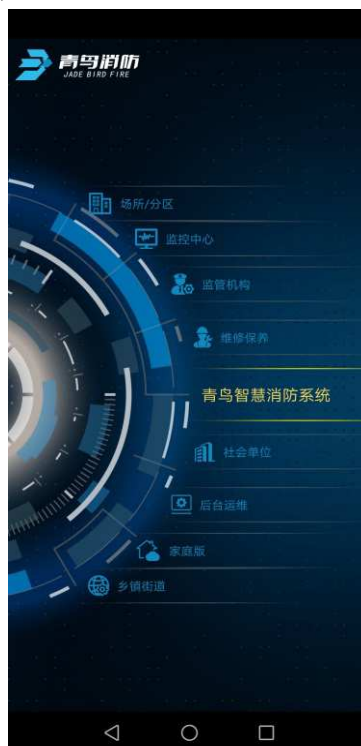 青鸟消防
JADE BIRD FIRE
场所/分区
监控中心
监管机构
维修保养
青鸟智慧消防系统
社会单位
后台运维
家庭版
乡镇街道